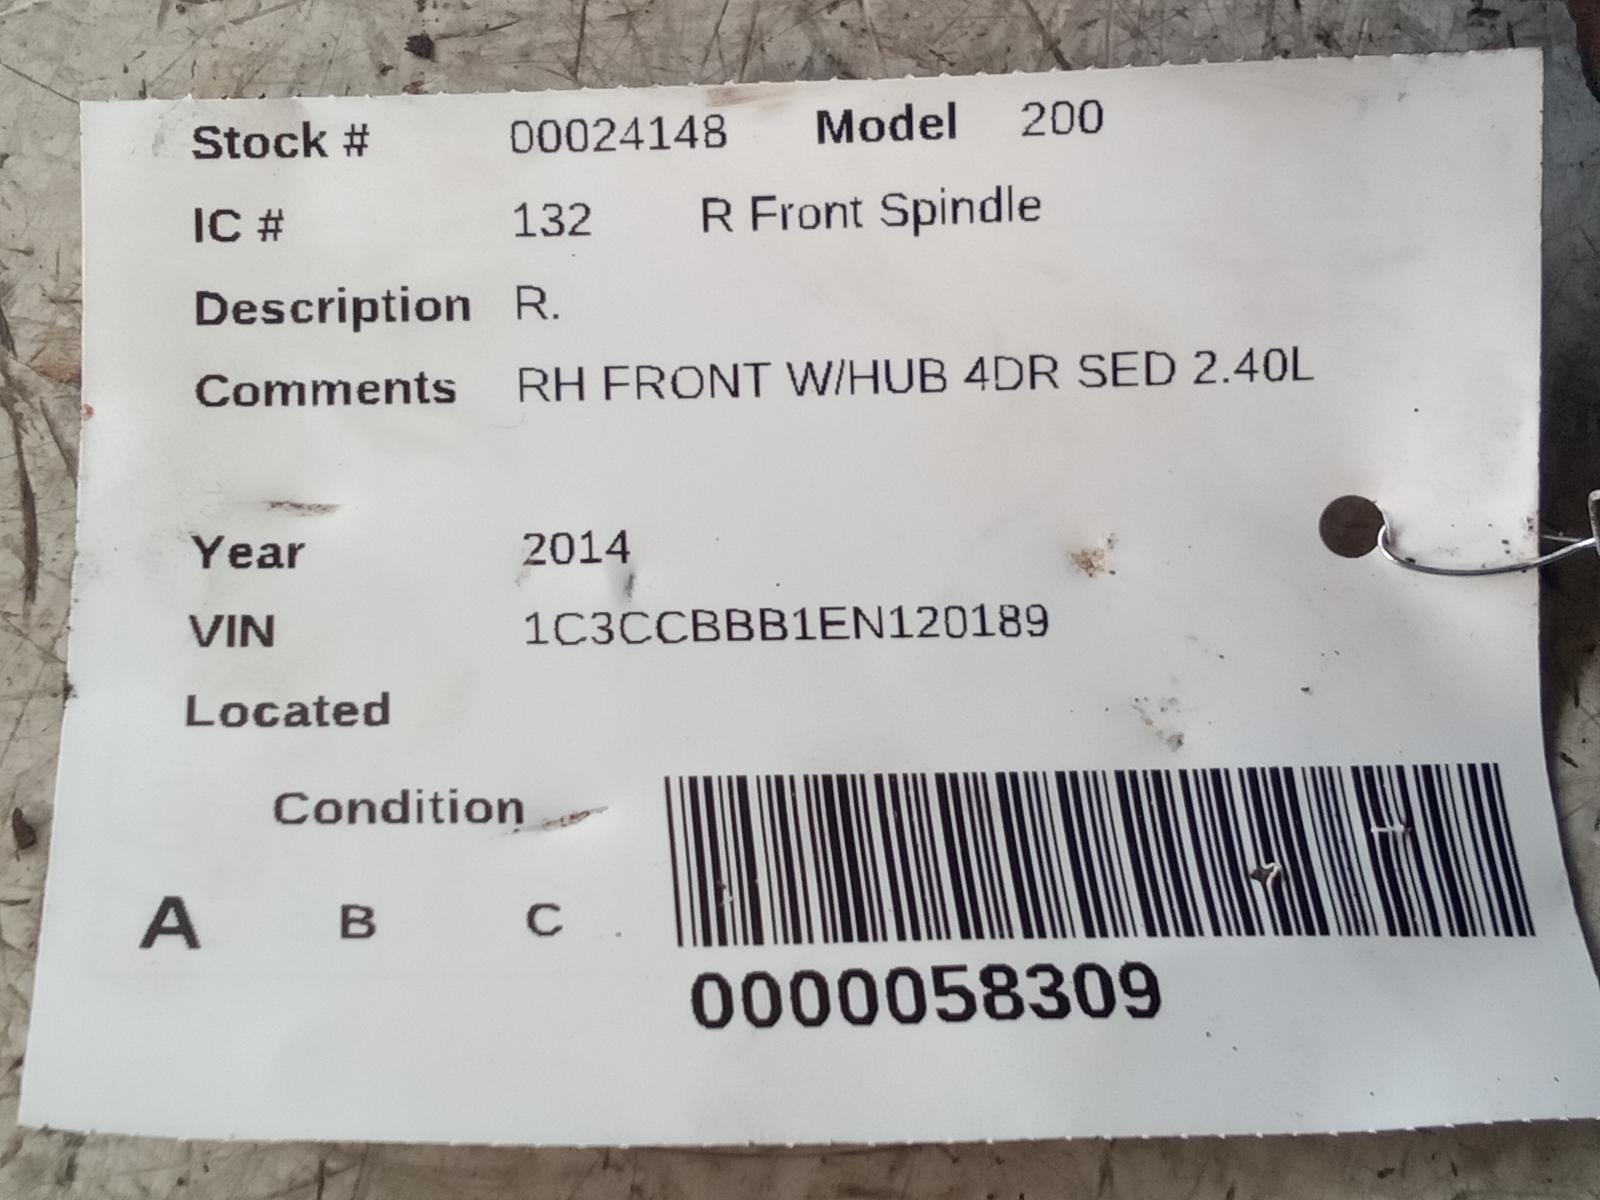 Stock # 00024148 Model 200
IC # 132 R Front Spindle
Description R.
Comments RH FRONT W/HUB 4DR SED 2.40L
Year 2014
VIN 1C3CCBBB1EN120189
Located
Condition
A B C
0000058309